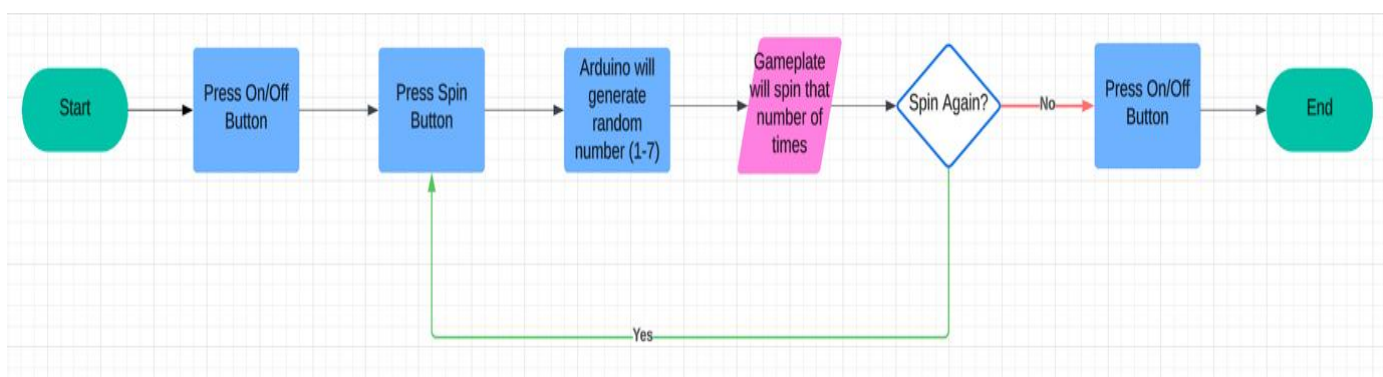 Start
Press On/Off
Button
Press Spin
Button
Arduino will
generate
random
number (1-7)
Gameplate
will spin that
number of
times
Spin Again?
No
Press On/Off
Button
End
Yes